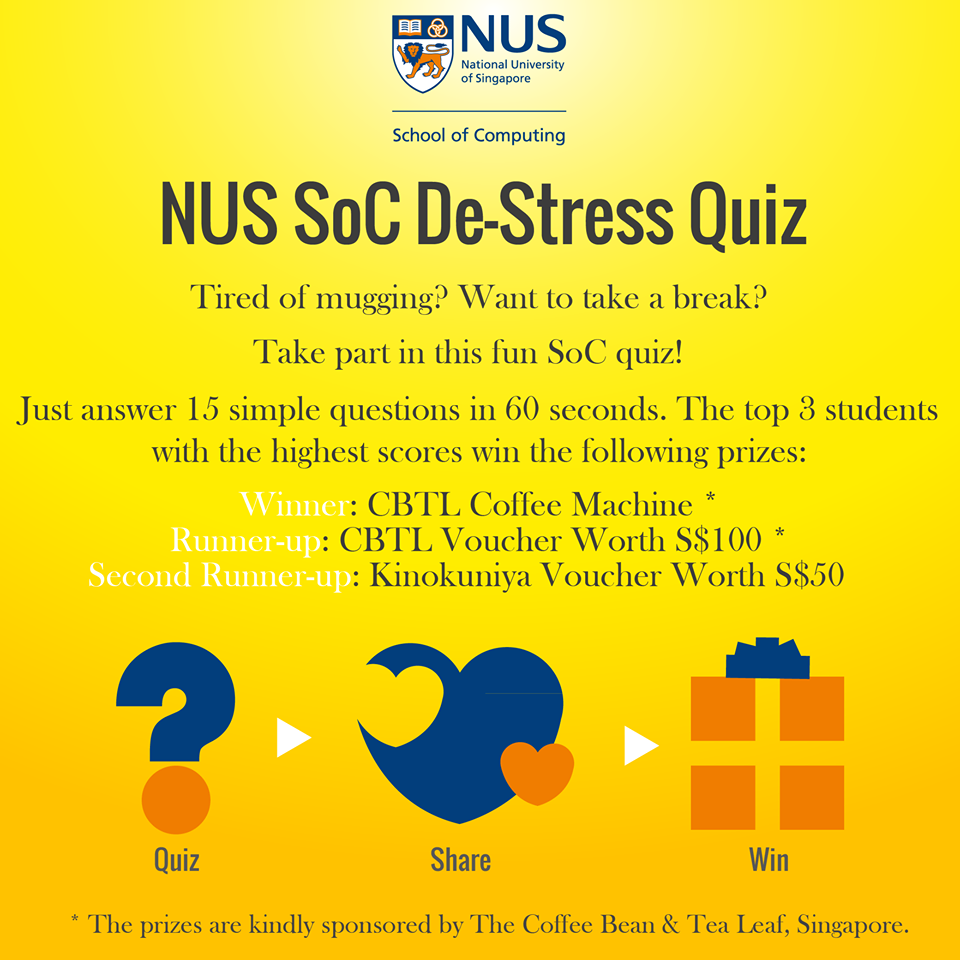 NUS
National University
of Singapore
School of Computing
NUS SoC De-Stress Quiz
Tired of mugging? Want to take a break?
Take part in this fun SoC quiz!
Just answer 15 simple questions in 60 seconds. The top 3 students
with the highest scores win the following prizes:
Winner: CBTL Coffee Machine *
Runner-up: CBTL Voucher Worth S$100 *
Second Runner-up: Kinokuniya Voucher Worth S$50
Quiz
Share
Win
* The prizes are kindly sponsored by The Coffee Bean & Tea Leaf, Singapore.